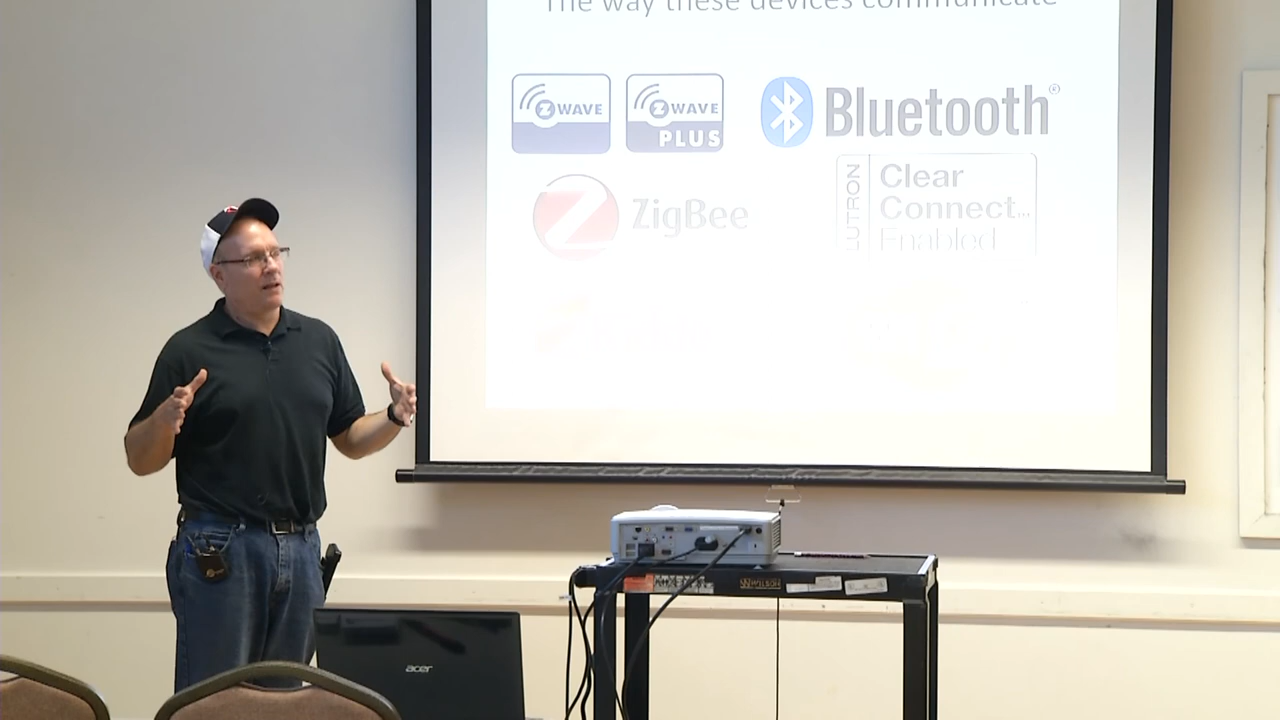 The way these devices communicate
Z WAVE
Z WAVE PLUS
Bluetooth®
Z ZigBee
LUTRON
Clear
Connect...
Enabled
acer